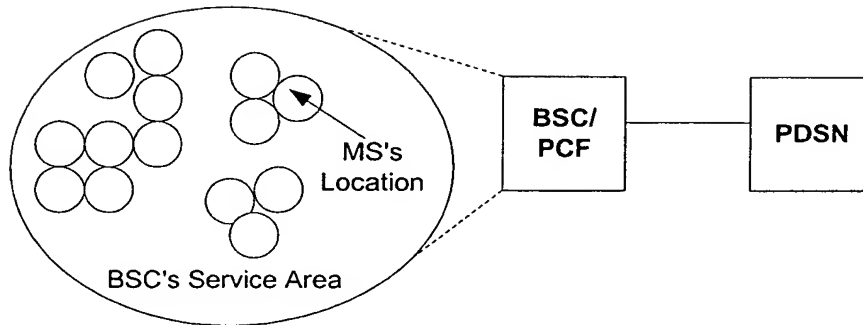 MS's
Location
BSC's Service Area
BSC/
PCF
PDSN